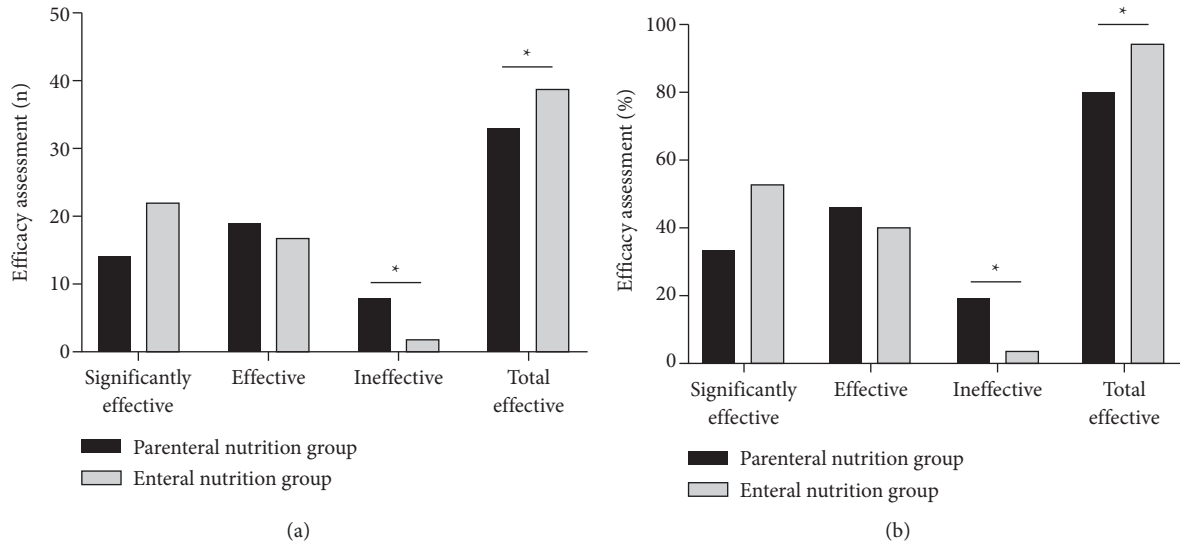 50
40
30
20
10
0
Efficacy assessment (n)
*
*
Significantly
effective
Effective
Ineffective
Total
effective
Parenteral nutrition group
Enteral nutrition group
(a)
100
80
60
40
20
0
Efficacy assessment (%)
*
*
Significantly
effective
Effective
Ineffective
Total
effective
Parenteral nutrition group
Enteral nutrition group
(b)